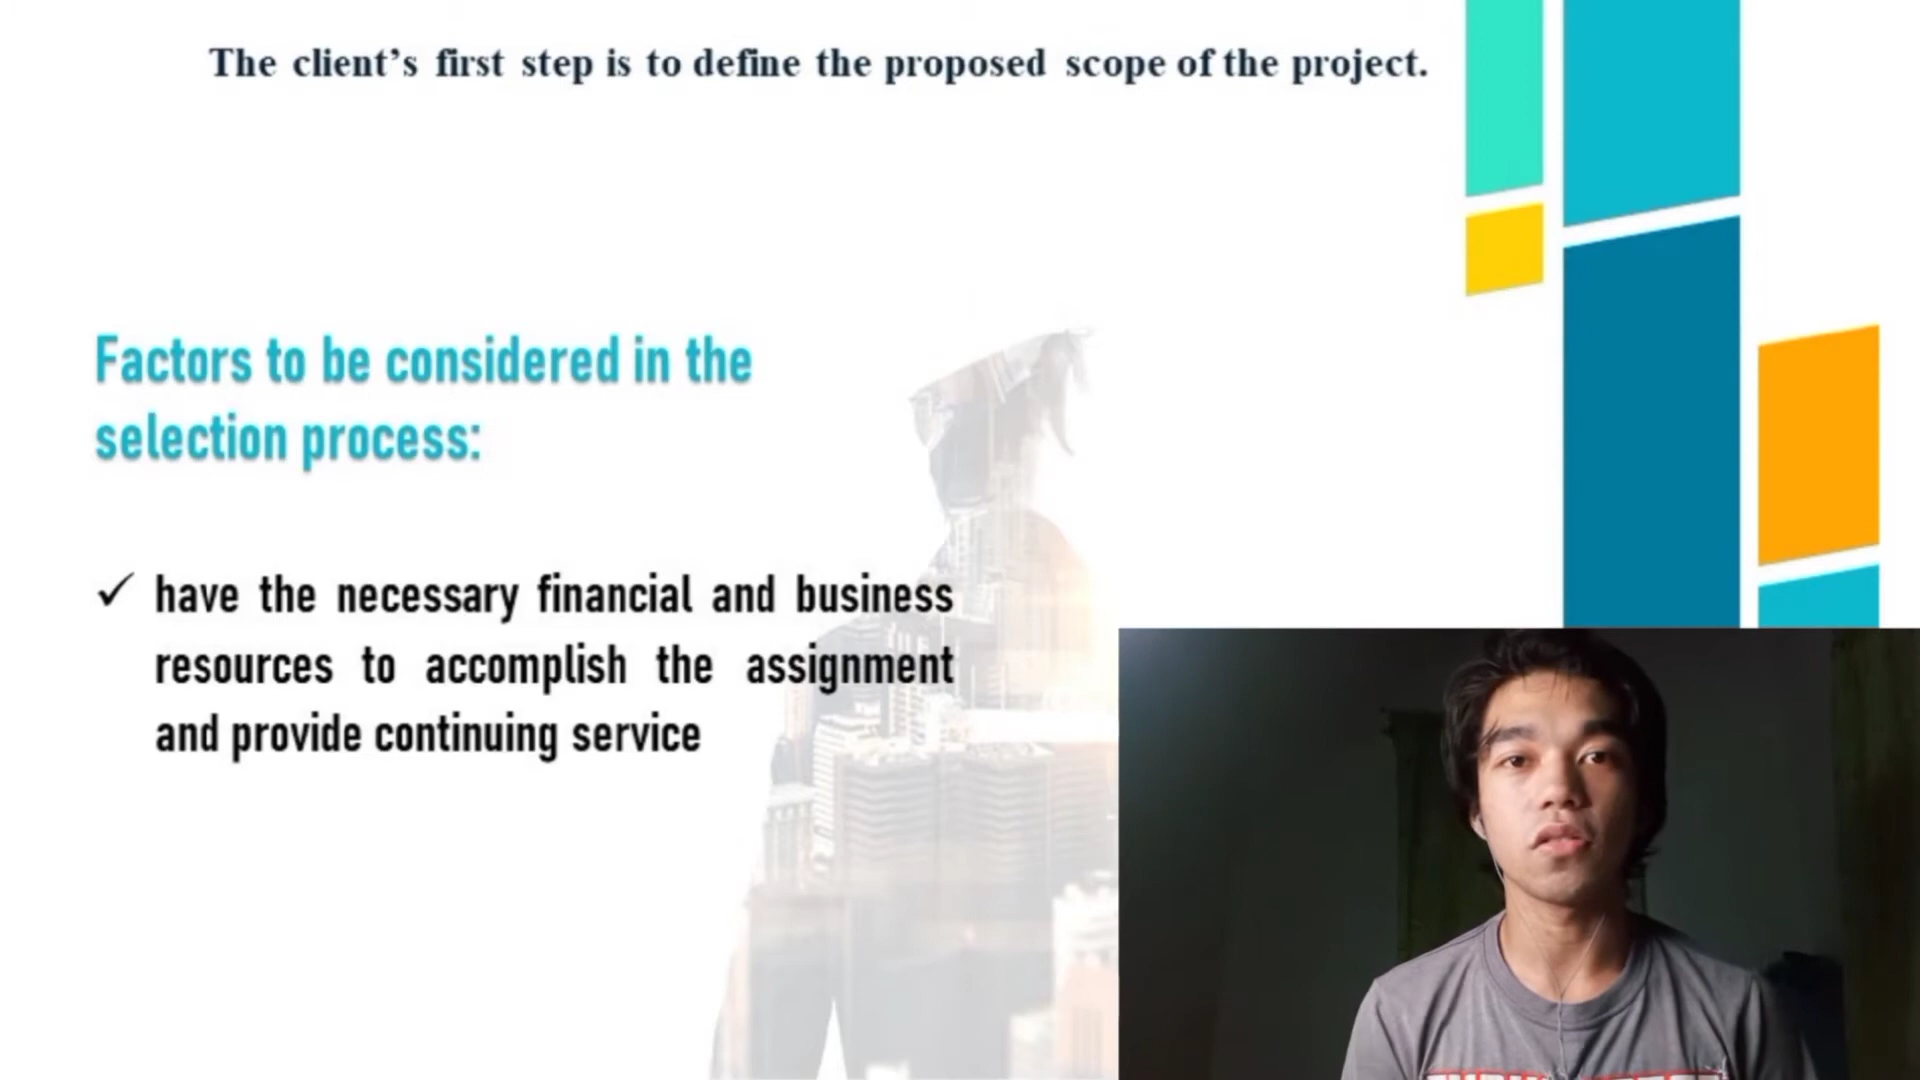 The client’s first step is to define the proposed scope of the project.
Factors to be considered in the
selection process:
✓ have the necessary financial and business
resources to accomplish the assignment
and provide continuing service